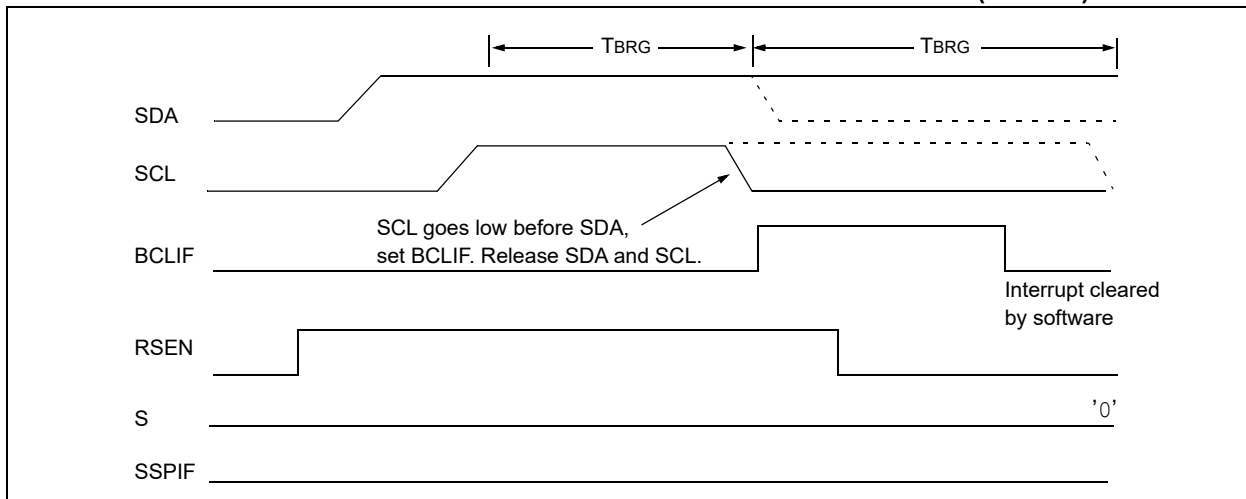 TBRG TBRG
SDA
SCL
SCL goes low before SDA,
set BCLIF. Release SDA and SCL.
BCLIF
Interrupt cleared
by software
RSEN
S '0'
SSPIF